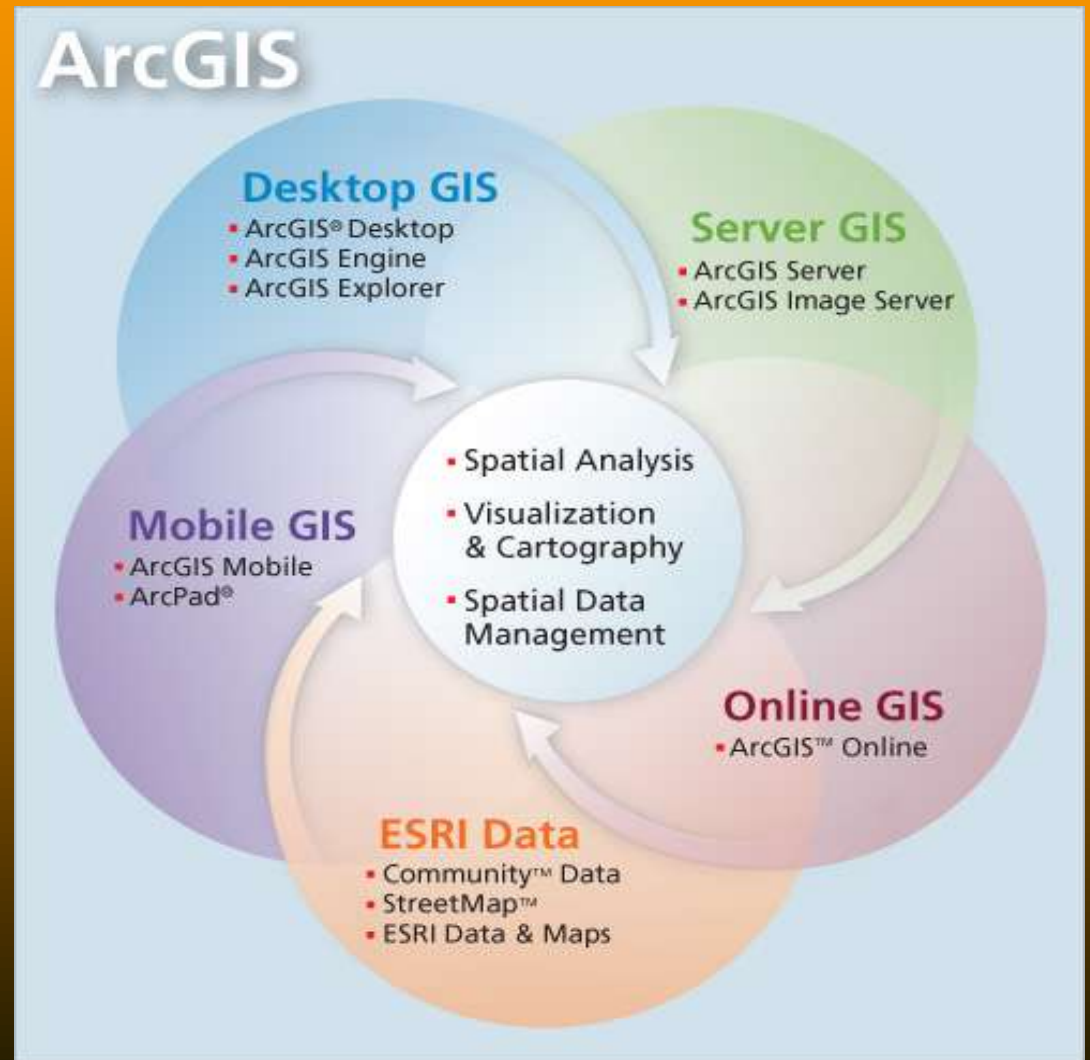 ArcGIS
Desktop GIS
▪ ArcGIS® Desktop
▪ ArcGIS Engine
▪ ArcGIS Explorer
Server GIS
▪ ArcGIS Server
▪ ArcGIS Image Server
▪ Spatial Analysis
▪ Visualization
& Cartography
▪ Spatial Data
Management
Mobile GIS
▪ ArcGIS Mobile
▪ ArcPad®
Online GIS
▪ ArcGIS™ Online
ESRI Data
▪ Community™ Data
▪ StreetMap™
▪ ESRI Data & Maps